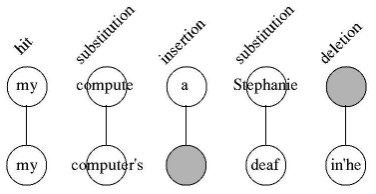 hit substitution insertion substitution deletion
my compute a Stephanie
my computer's deaf in'he